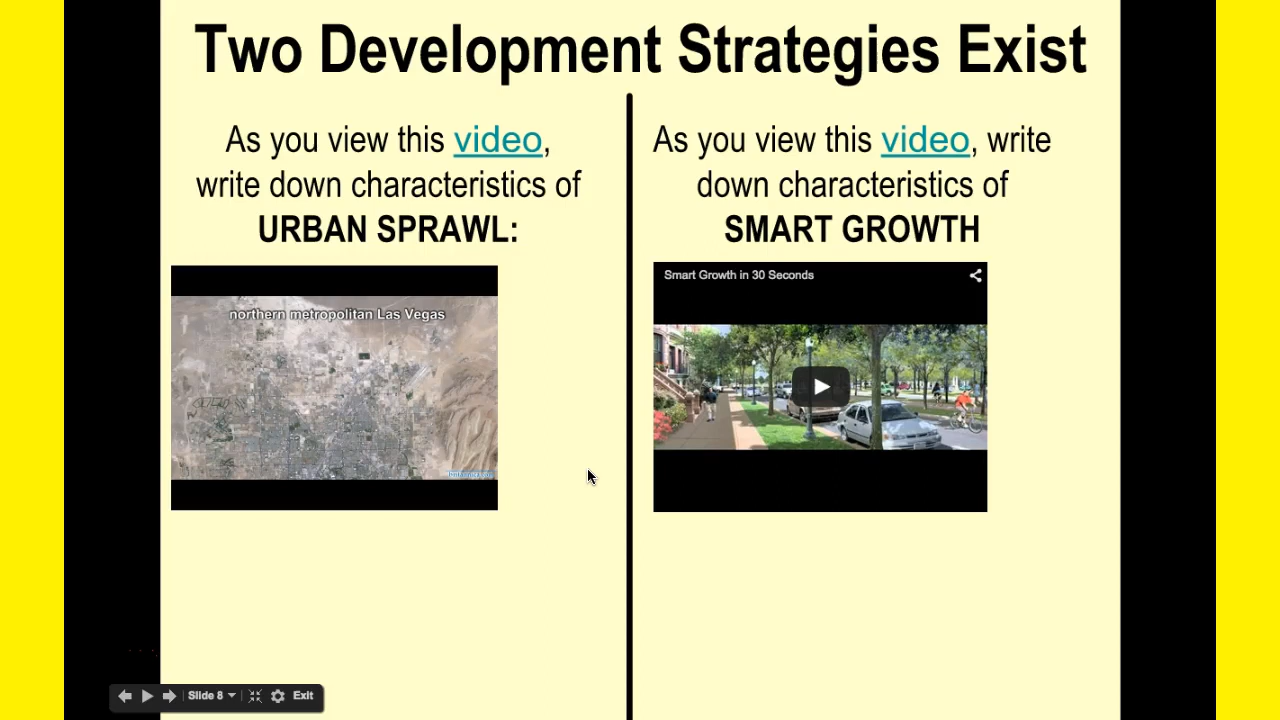 Two Development Strategies Exist
As you view this video,
write down characteristics of
URBAN SPRAWL:
northern metropolitan Las Vegas
As you view this video, write
down characteristics of
SMART GROWTH
Smart Growth in 30 Seconds
Slide 8
Exit